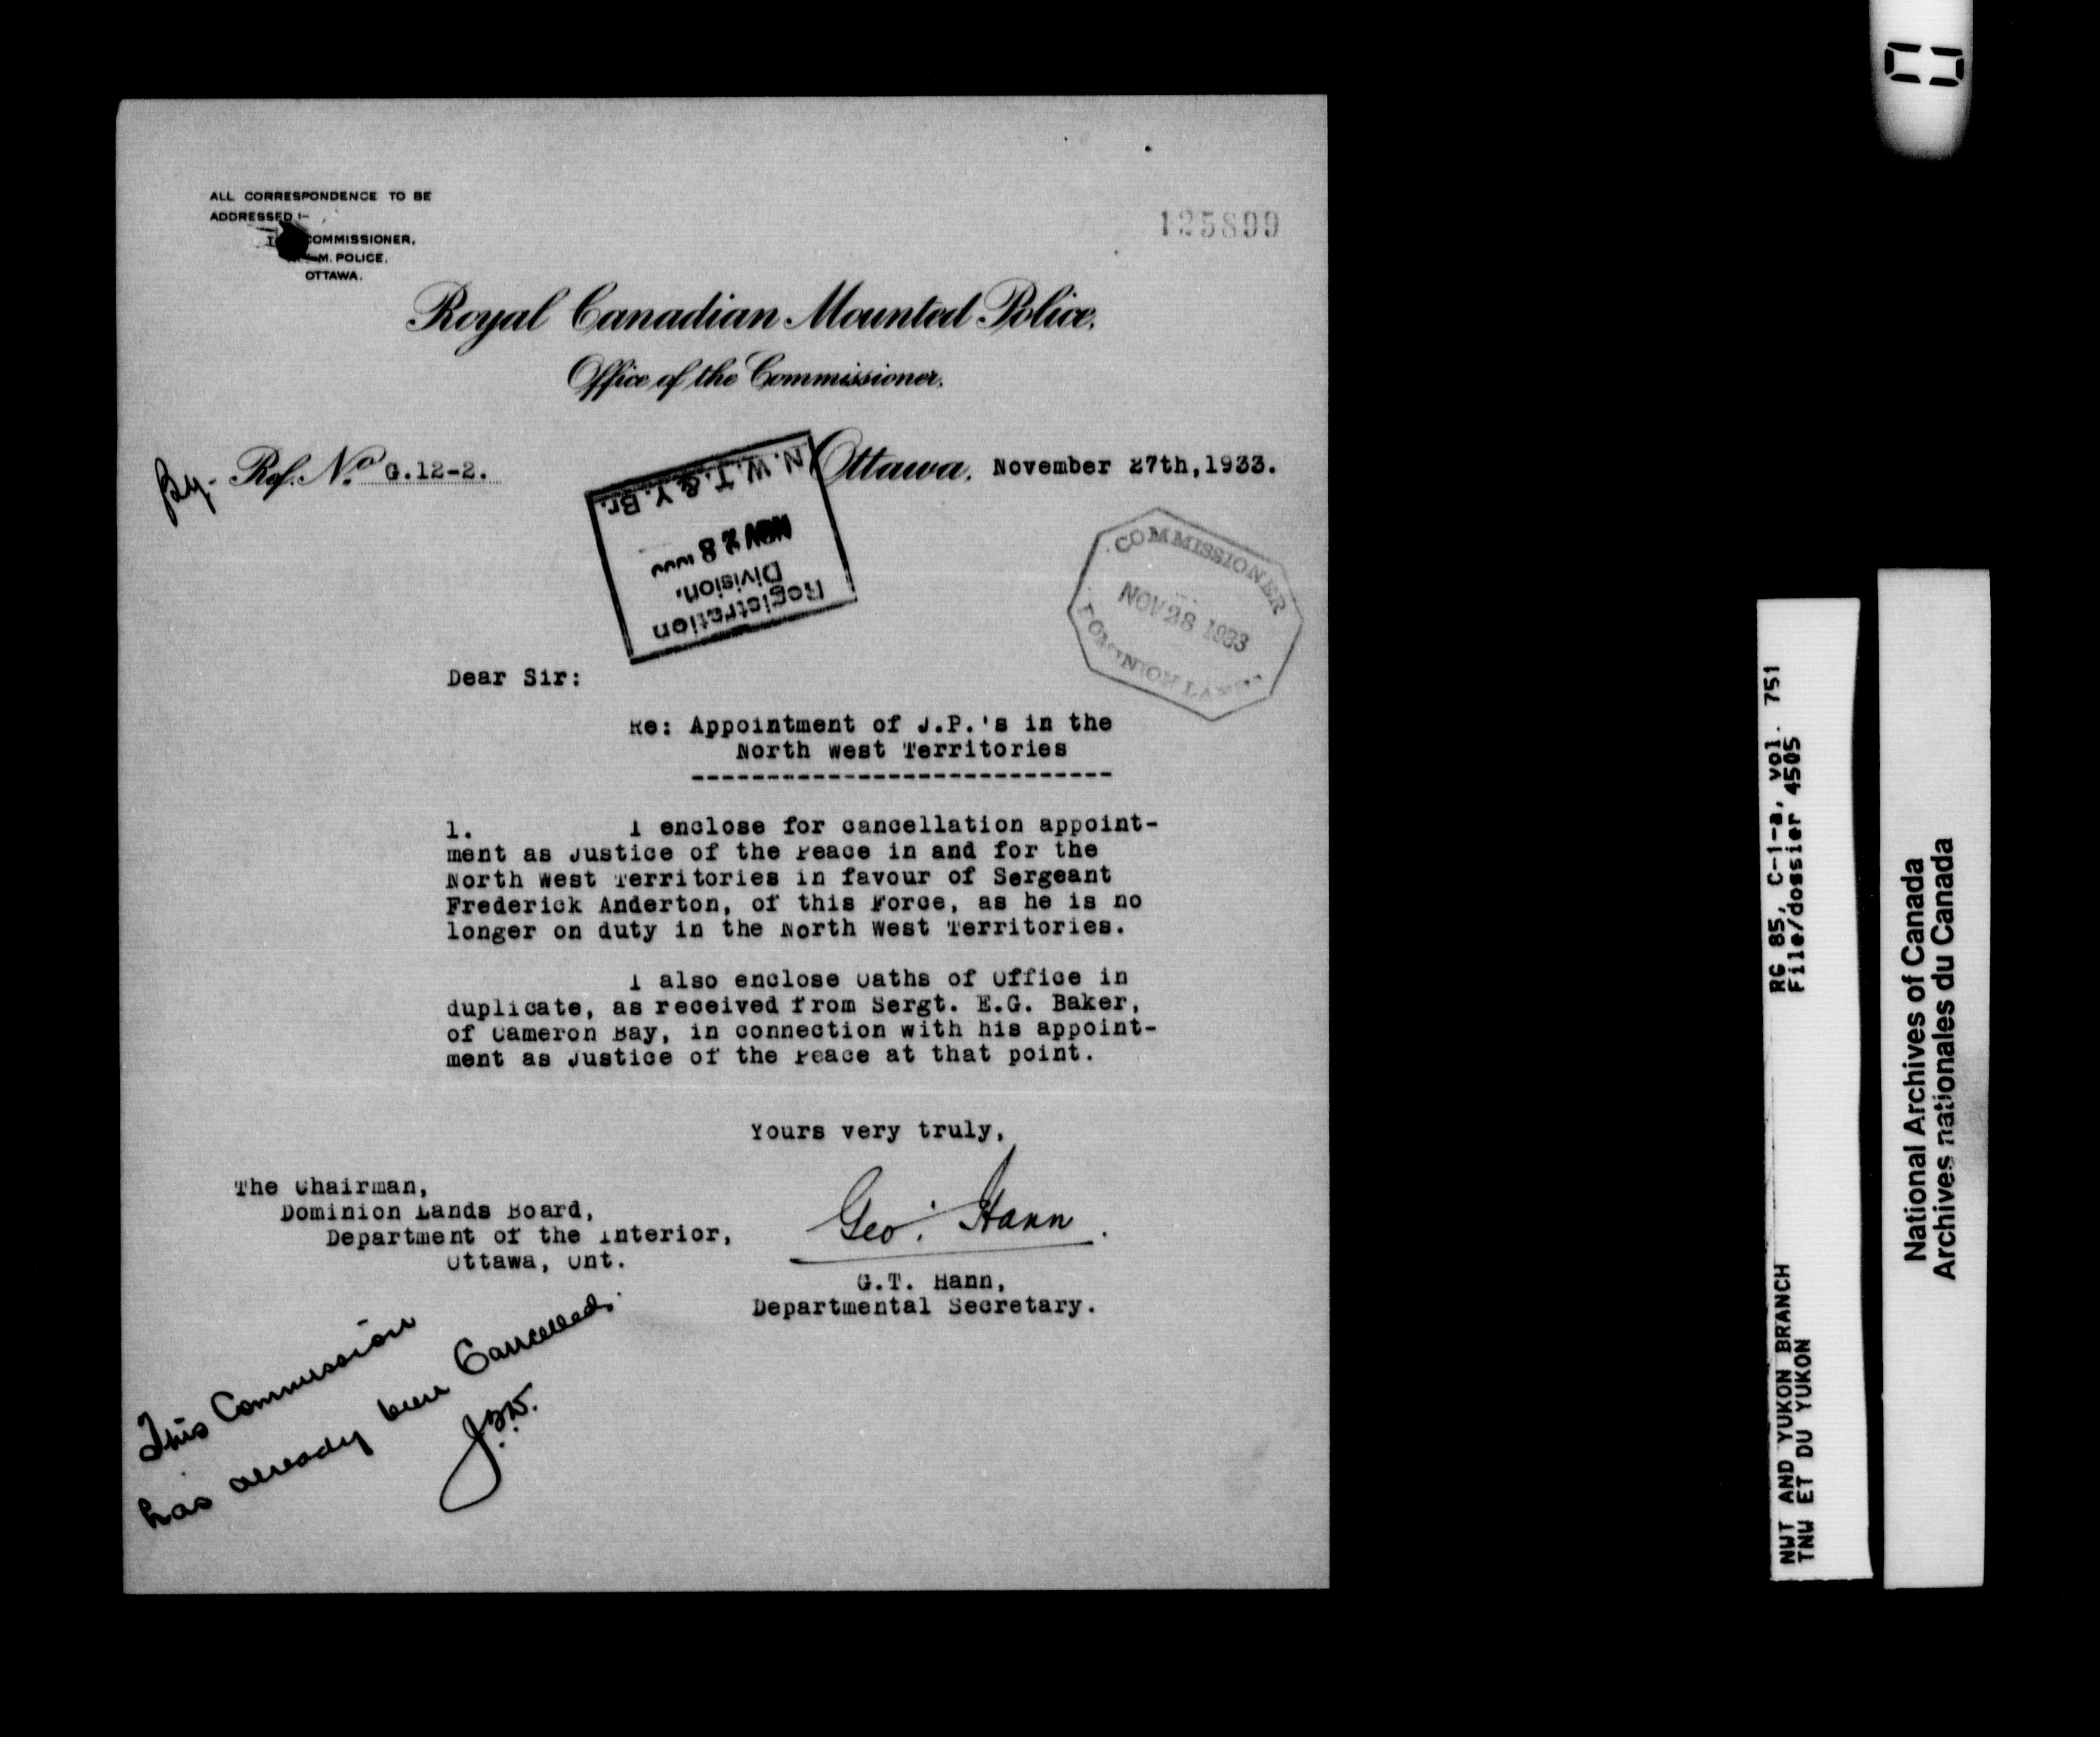 ALL CORRESPONDENCE TO BE
ADDRESSED :-
COMMISSIONER,
M. POLICE,
OTTAWA.
125899
Royal Canadian Mounted Police.
Office of the Commissioner.
Ref. No. G.12-2.
Ottawa, November 27th, 1933.
N. W. T. & Y. Br.
NOV 28
Division.
Registration
COMMISSIONER
NOV 28 1933
DOMINION LANDS
Dear Sir:
Re: Appointment of J.P.'s in the
North West Territories
----------------------------
1. I enclose for cancellation appoint-
ment as Justice of the Peace in and for the
North West Territories in favour of Sergeant
Frederick Anderton, of this Force, as he is no
longer on duty in the North West Territories.
I also enclose Oaths of Office in
duplicate, as received from Sergt. E.G. Baker,
of Cameron Bay, in connection with his appoint-
ment as Justice of the Peace at that point.
Yours very truly,
Geo: Hann.
G.T. Hann,
Departmental Secretary.
The Chairman,
Dominion Lands Board,
Department of the Interior,
Ottawa, Ont.
This Commission
has already been Cancelled.
RG 85, C-1-a, vol. 751
File/dossier 4505
NWT AND YUKON BRANCH
TNW ET DU YUKON
National Archives of Canada
Archives nationales du Canada